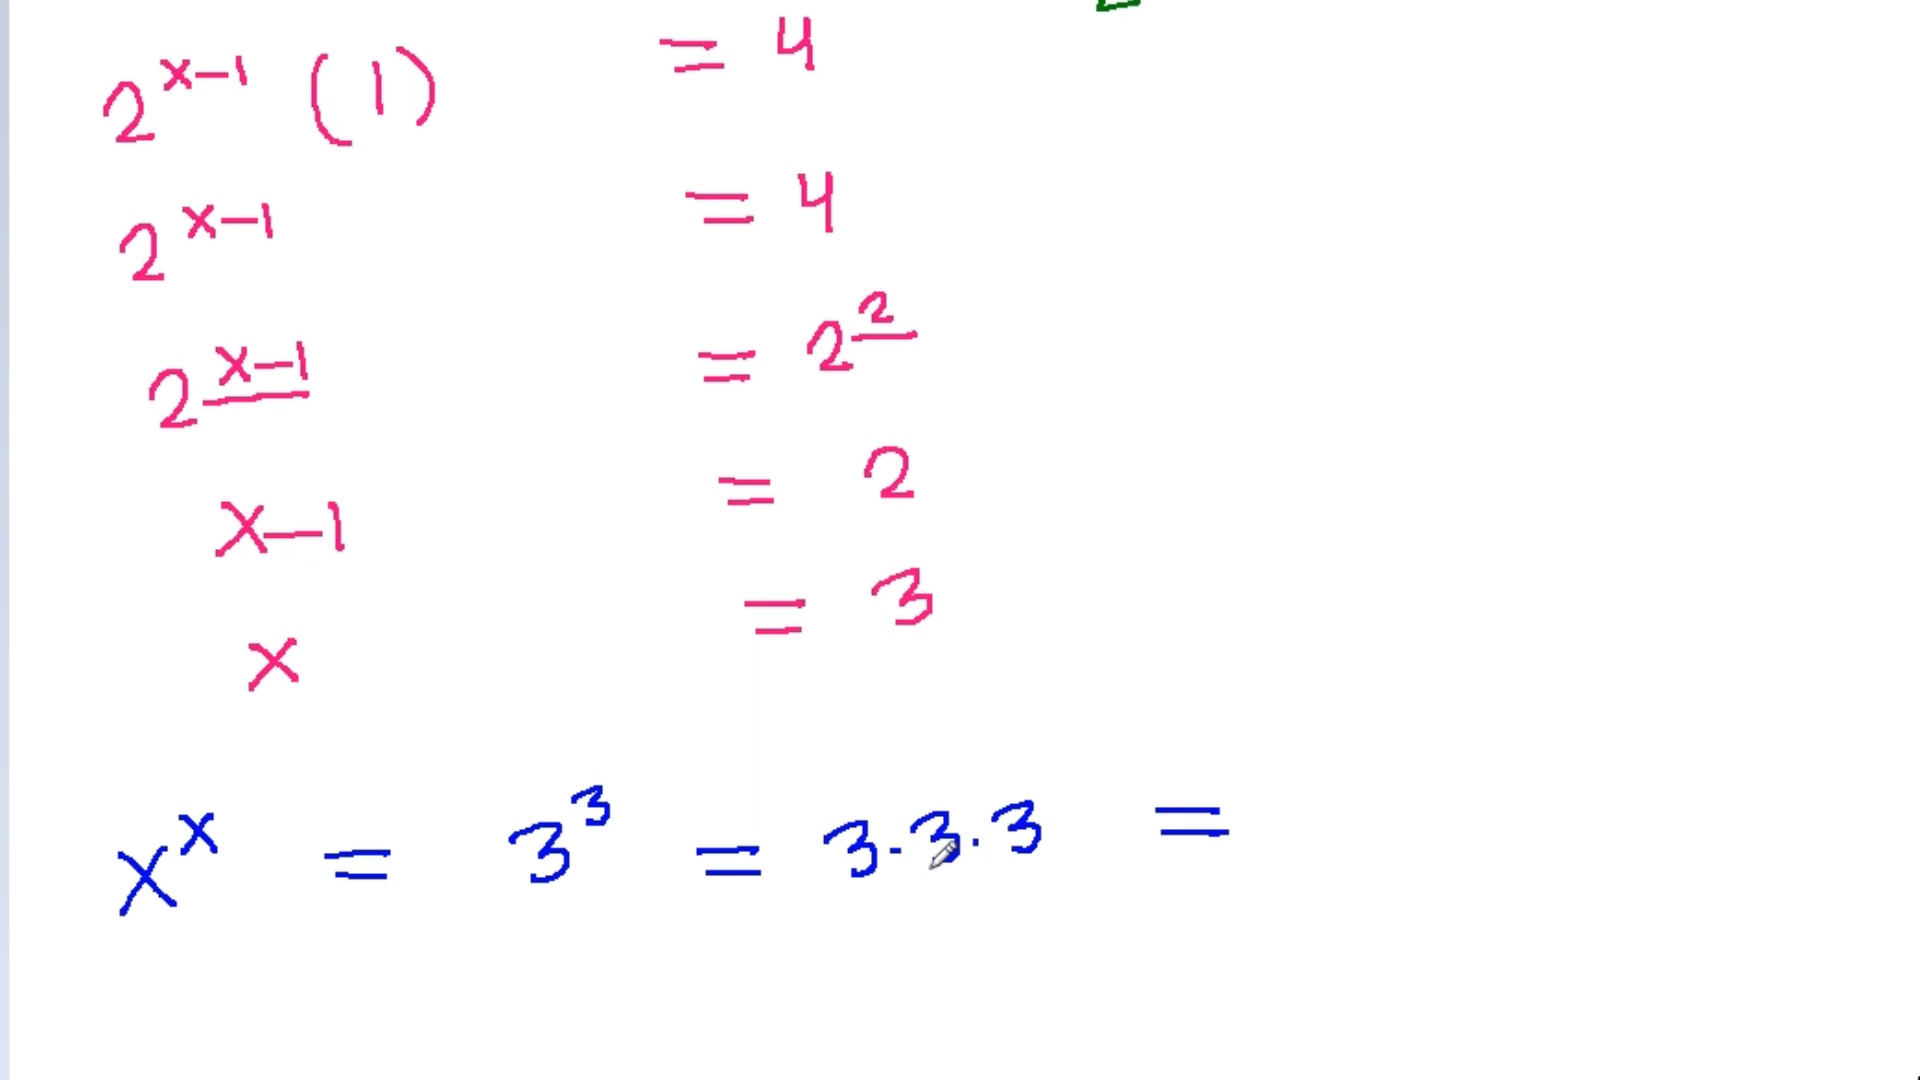 2^{x-1} (1) = 4
2^{x-1} = 4
2^{x-1} = 2^2
x-1 = 2
x = 3
x^x = 3^3 = 3·3·3 =